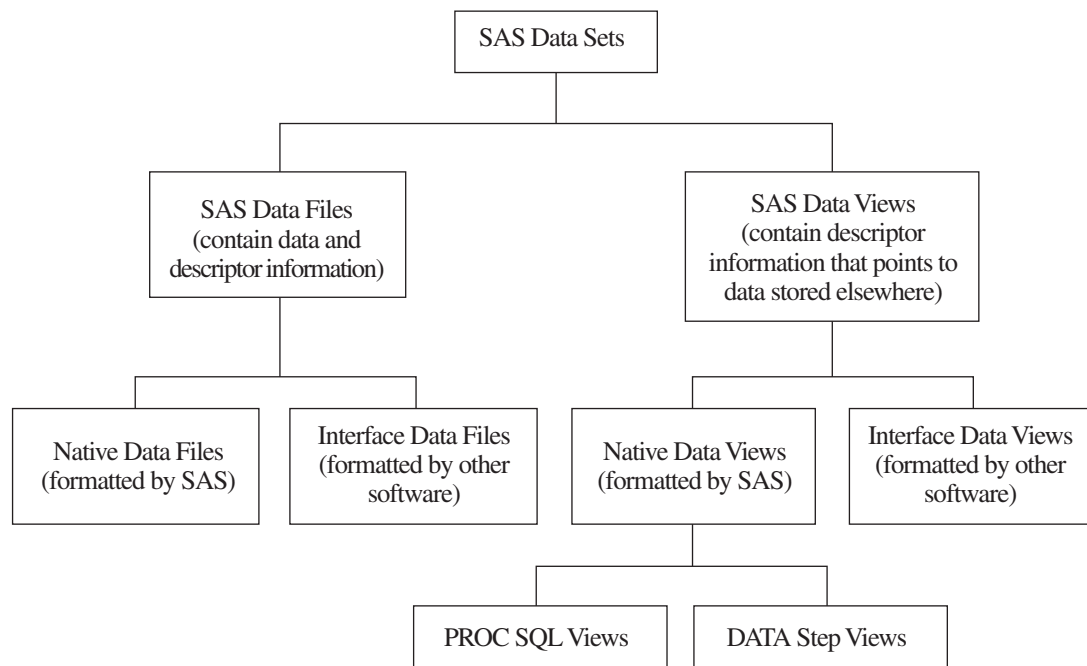 SAS Data Sets
SAS Data Files
(contain data and
descriptor information)
SAS Data Views
(contain descriptor
information that points to
data stored elsewhere)
Native Data Files
(formatted by SAS)
Interface Data Files
(formatted by other
software)
Native Data Views
(formatted by SAS)
Interface Data Views
(formatted by other
software)
PROC SQL Views
DATA Step Views